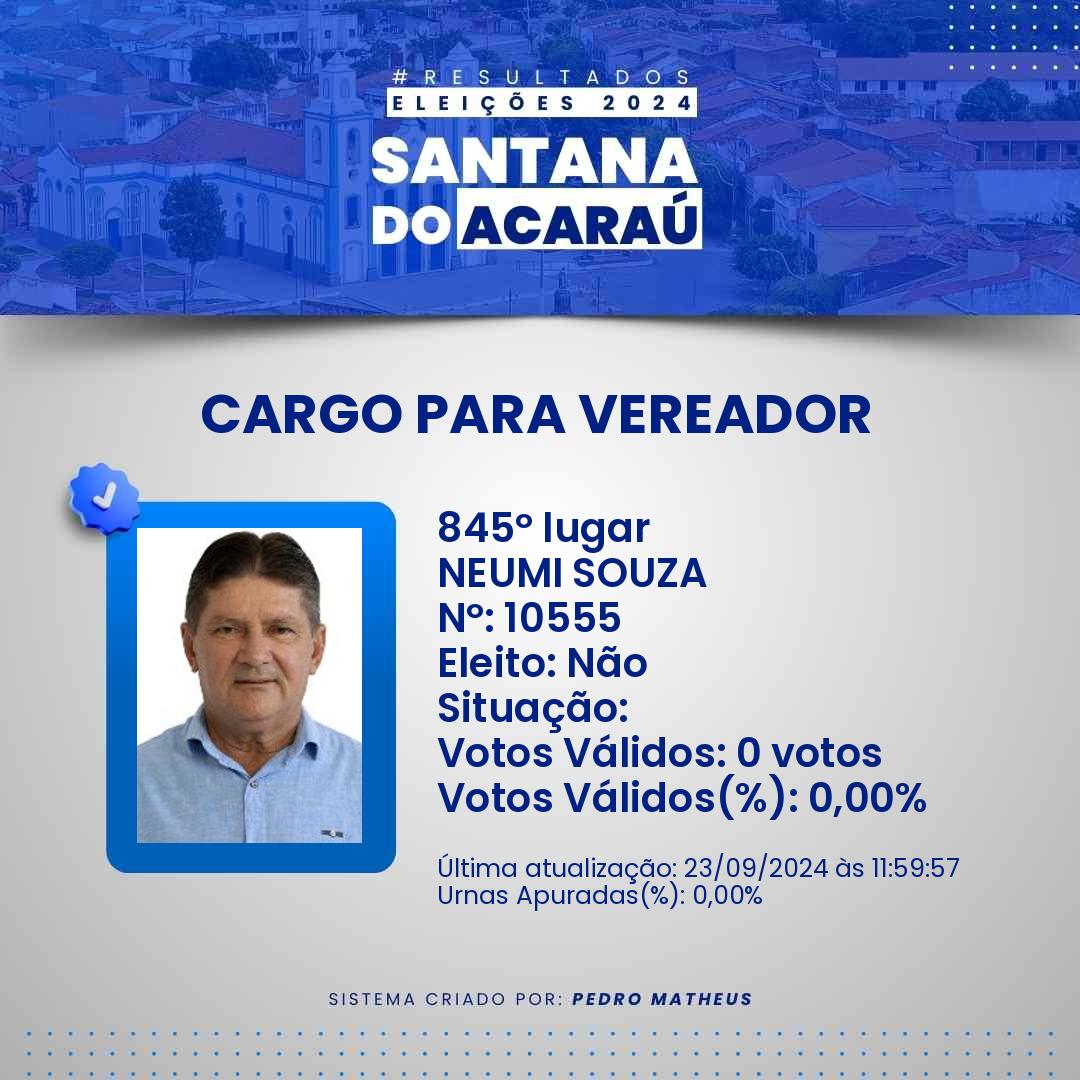 #RESULTADOS
ELEIÇÕES 2024
SANTANA
DO ACARAÚ
CARGO PARA VEREADOR
845º lugar
NEUMI SOUZA
Nº: 10555
Eleito: Não
Situação:
Votos Válidos: 0 votos
Votos Válidos(%): 0,00%
Última atualização: 23/09/2024 às 11:59:57
Urnas Apuradas(%): 0,00%
SISTEMA CRIADO POR: PEDRO MATHEUS